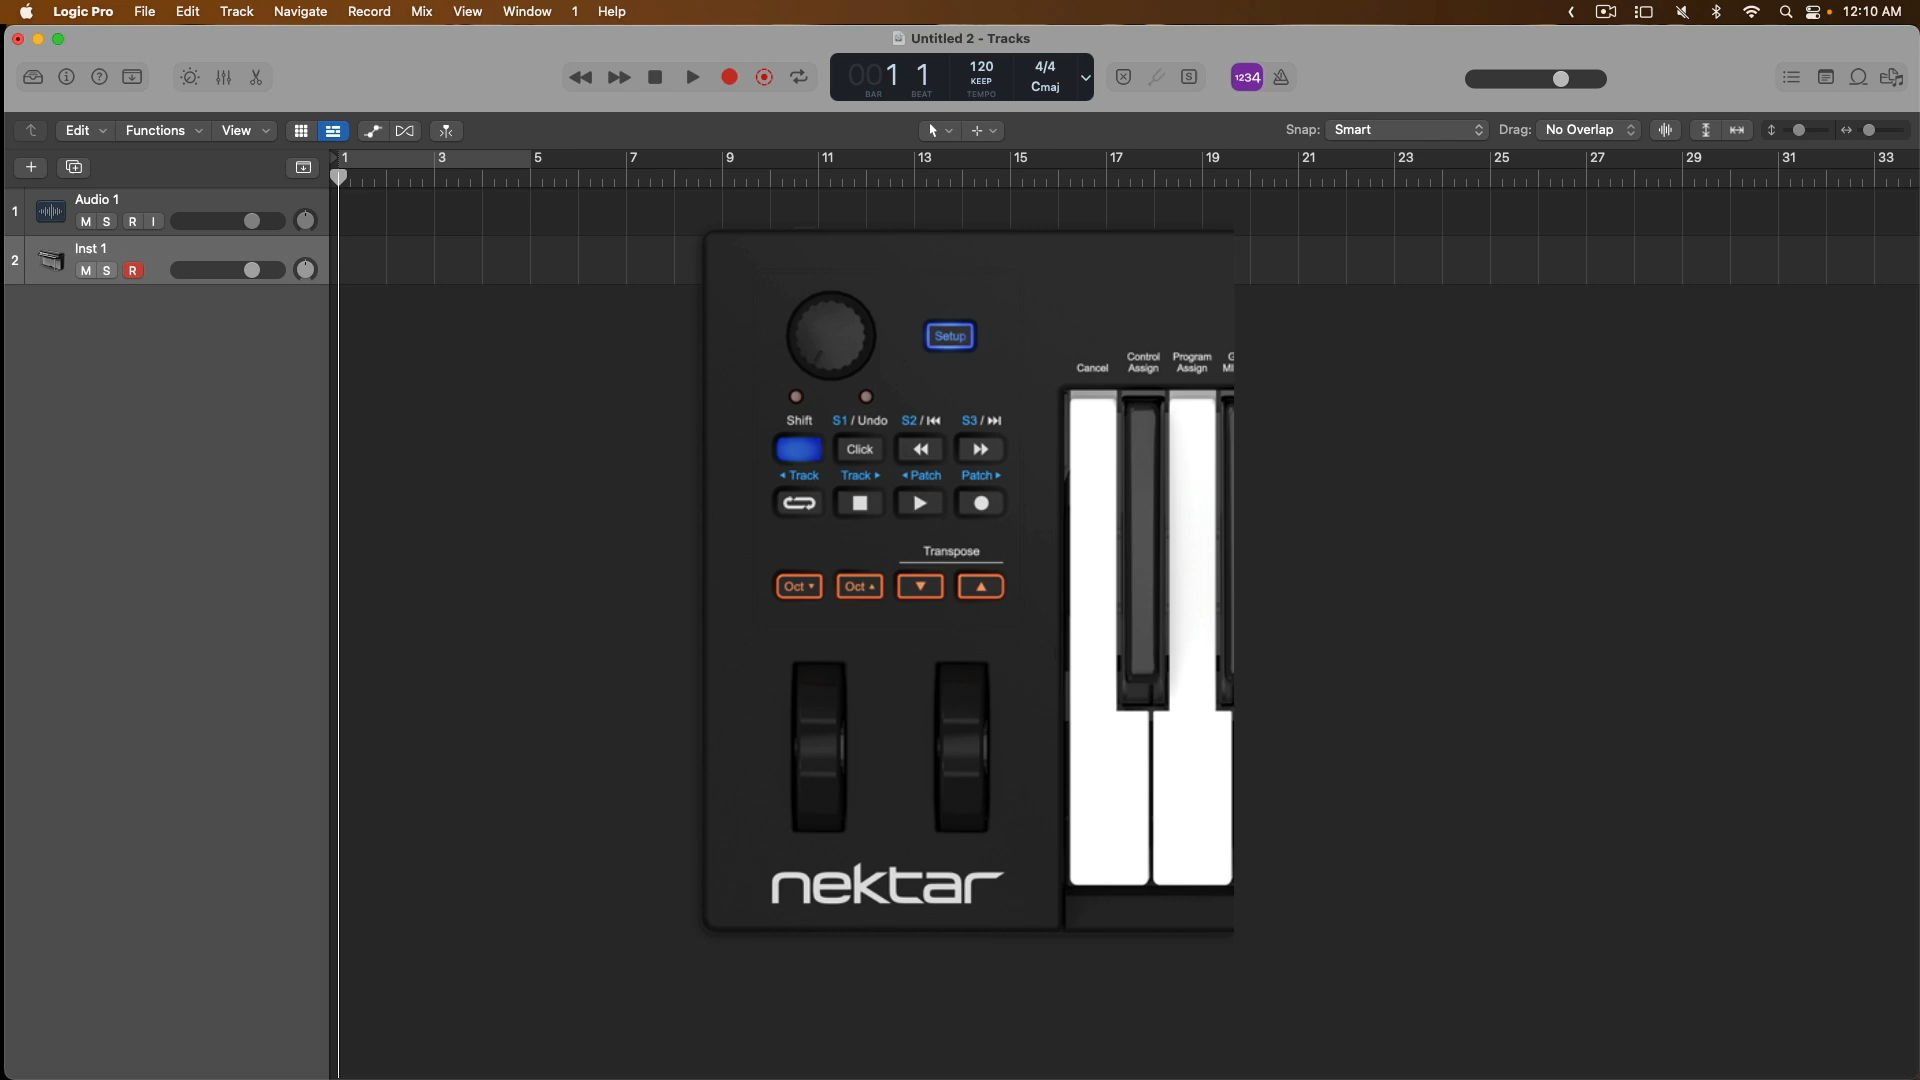 Logic Pro File Edit Track Navigate Record Mix View Window 1 Help 12:10 AM
Untitled 2 - Tracks
001 1 120 4/4
KEEP Cmaj
BAR BEAT TEMPO
S 1234
Edit Functions View Snap: Smart Drag: No Overlap
1 3 5 7 9 11 13 15 17 19 21 23 25 27 29 31 33
1 Audio 1
M S R I
2 Inst 1
M S R
Setup
Control Program
Cancel Assign Assign
Shift S1 / Undo S2 / S3 /
Click
Track Track Patch Patch
Transpose
Oct Oct
nektar